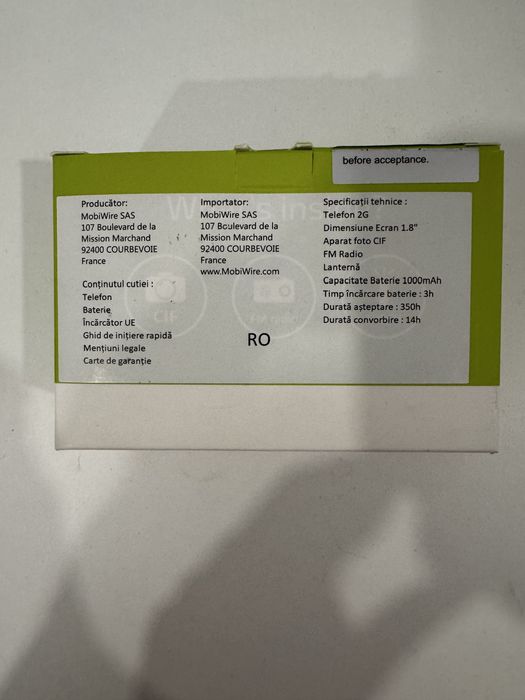 before acceptance.
Producător:
MobiWire SAS
107 Boulevard de la
Mission Marchand
92400 COURBEVOIE
France
Conținutul cutiei :
Telefon
Baterie
Încărcător UE
Ghid de inițiere rapidă
Mențiuni legale
Carte de garanție
Importator:
MobiWire SAS
107 Boulevard de la
Mission Marchand
92400 COURBEVOIE
France
www.MobiWire.com
RO
Specificații tehnice :
Telefon 2G
Dimensiune Ecran 1.8"
Aparat foto CIF
FM Radio
Lanternă
Capacitate Baterie 1000mAh
Timp încărcare baterie : 3h
Durată așteptare : 350h
Durată convorbire : 14h
CIF
FM radio